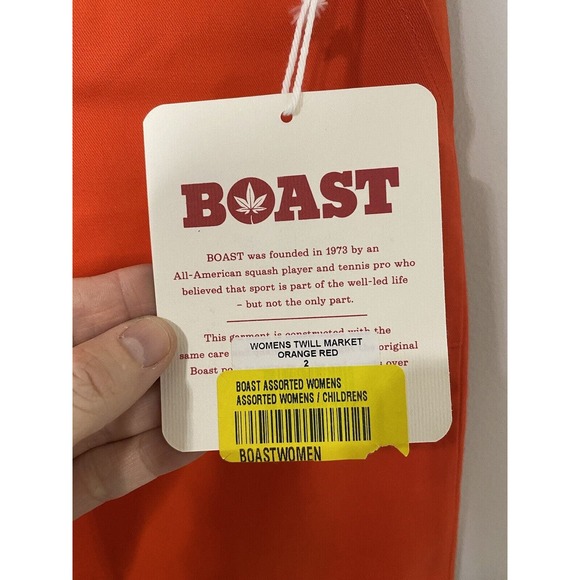 BOAST
BOAST was founded in 1973 by an
All-American squash player and tennis pro who
believed that sport is part of the well-led life
– but not the only part.
This garment is constructed with the
same care
original
Boast
over
WOMENS TWILL MARKET
ORANGE RED
2
BOAST ASSORTED WOMENS
ASSORTED WOMENS / CHILDRENS
BOASTWOMEN